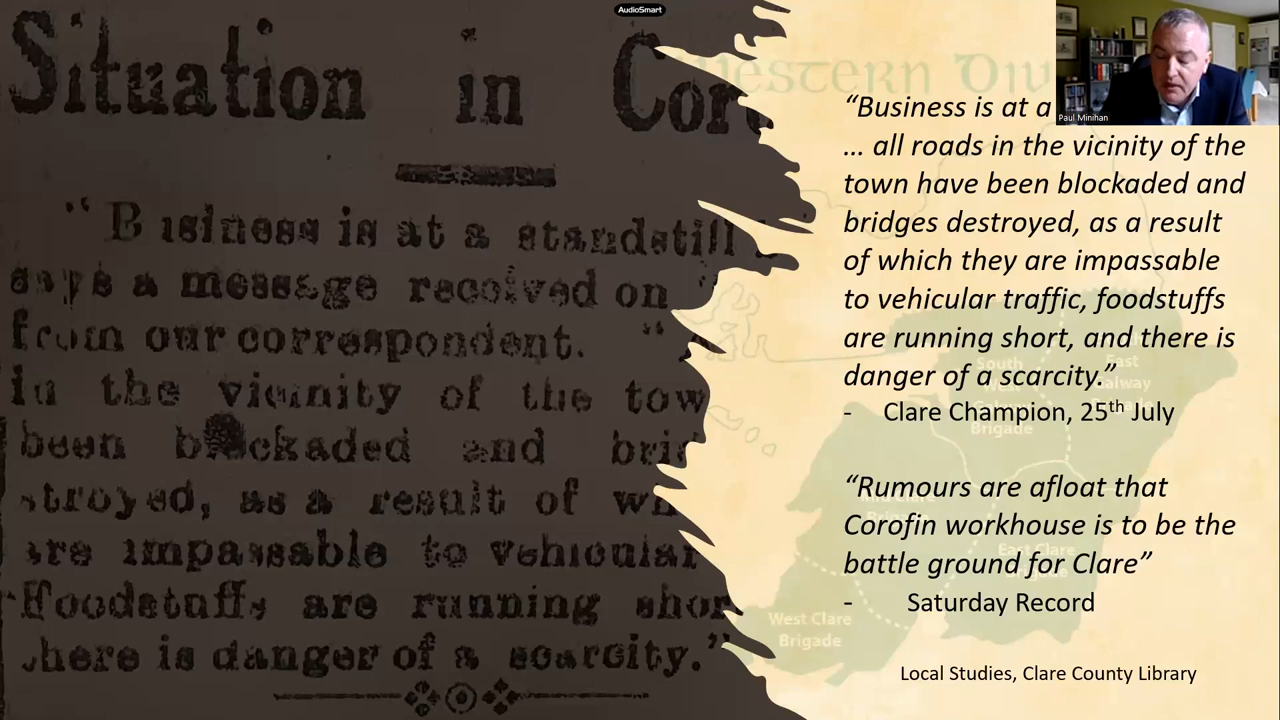 AudioSmart
Situation in Cor
“Business is at a standstill
says a message received on
from our correspondent. “
In the vicinity of the tow
been blockaded and brid
stroyed, as a result of wh
are impassable to vehicular
Foodstuffs are running shor
there is danger of a scarcity.”
WESTERN DIV
Paul Minihan
“Business is at a
... all roads in the vicinity of the
town have been blockaded and
bridges destroyed, as a result
of which they are impassable
to vehicular traffic, foodstuffs
are running short, and there is
danger of a scarcity.”
- Clare Champion, 25th July
“Rumours are afloat that
Corofin workhouse is to be the
battle ground for Clare”
- Saturday Record
Local Studies, Clare County Library
South
East
Galway
Brigade
East Clare
West Clare
Brigade